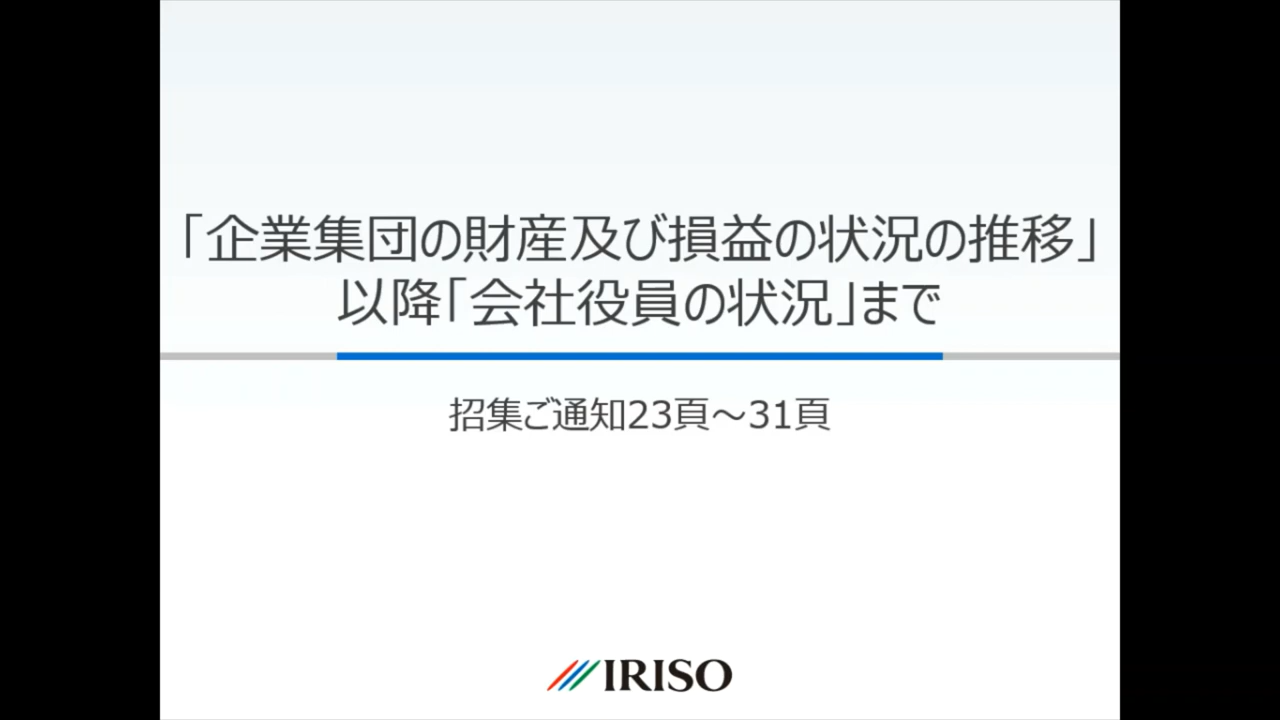 「企業集団の財産及び損益の状況の推移」
以降「会社役員の状況」まで
招集ご通知23頁～31頁
IRISO